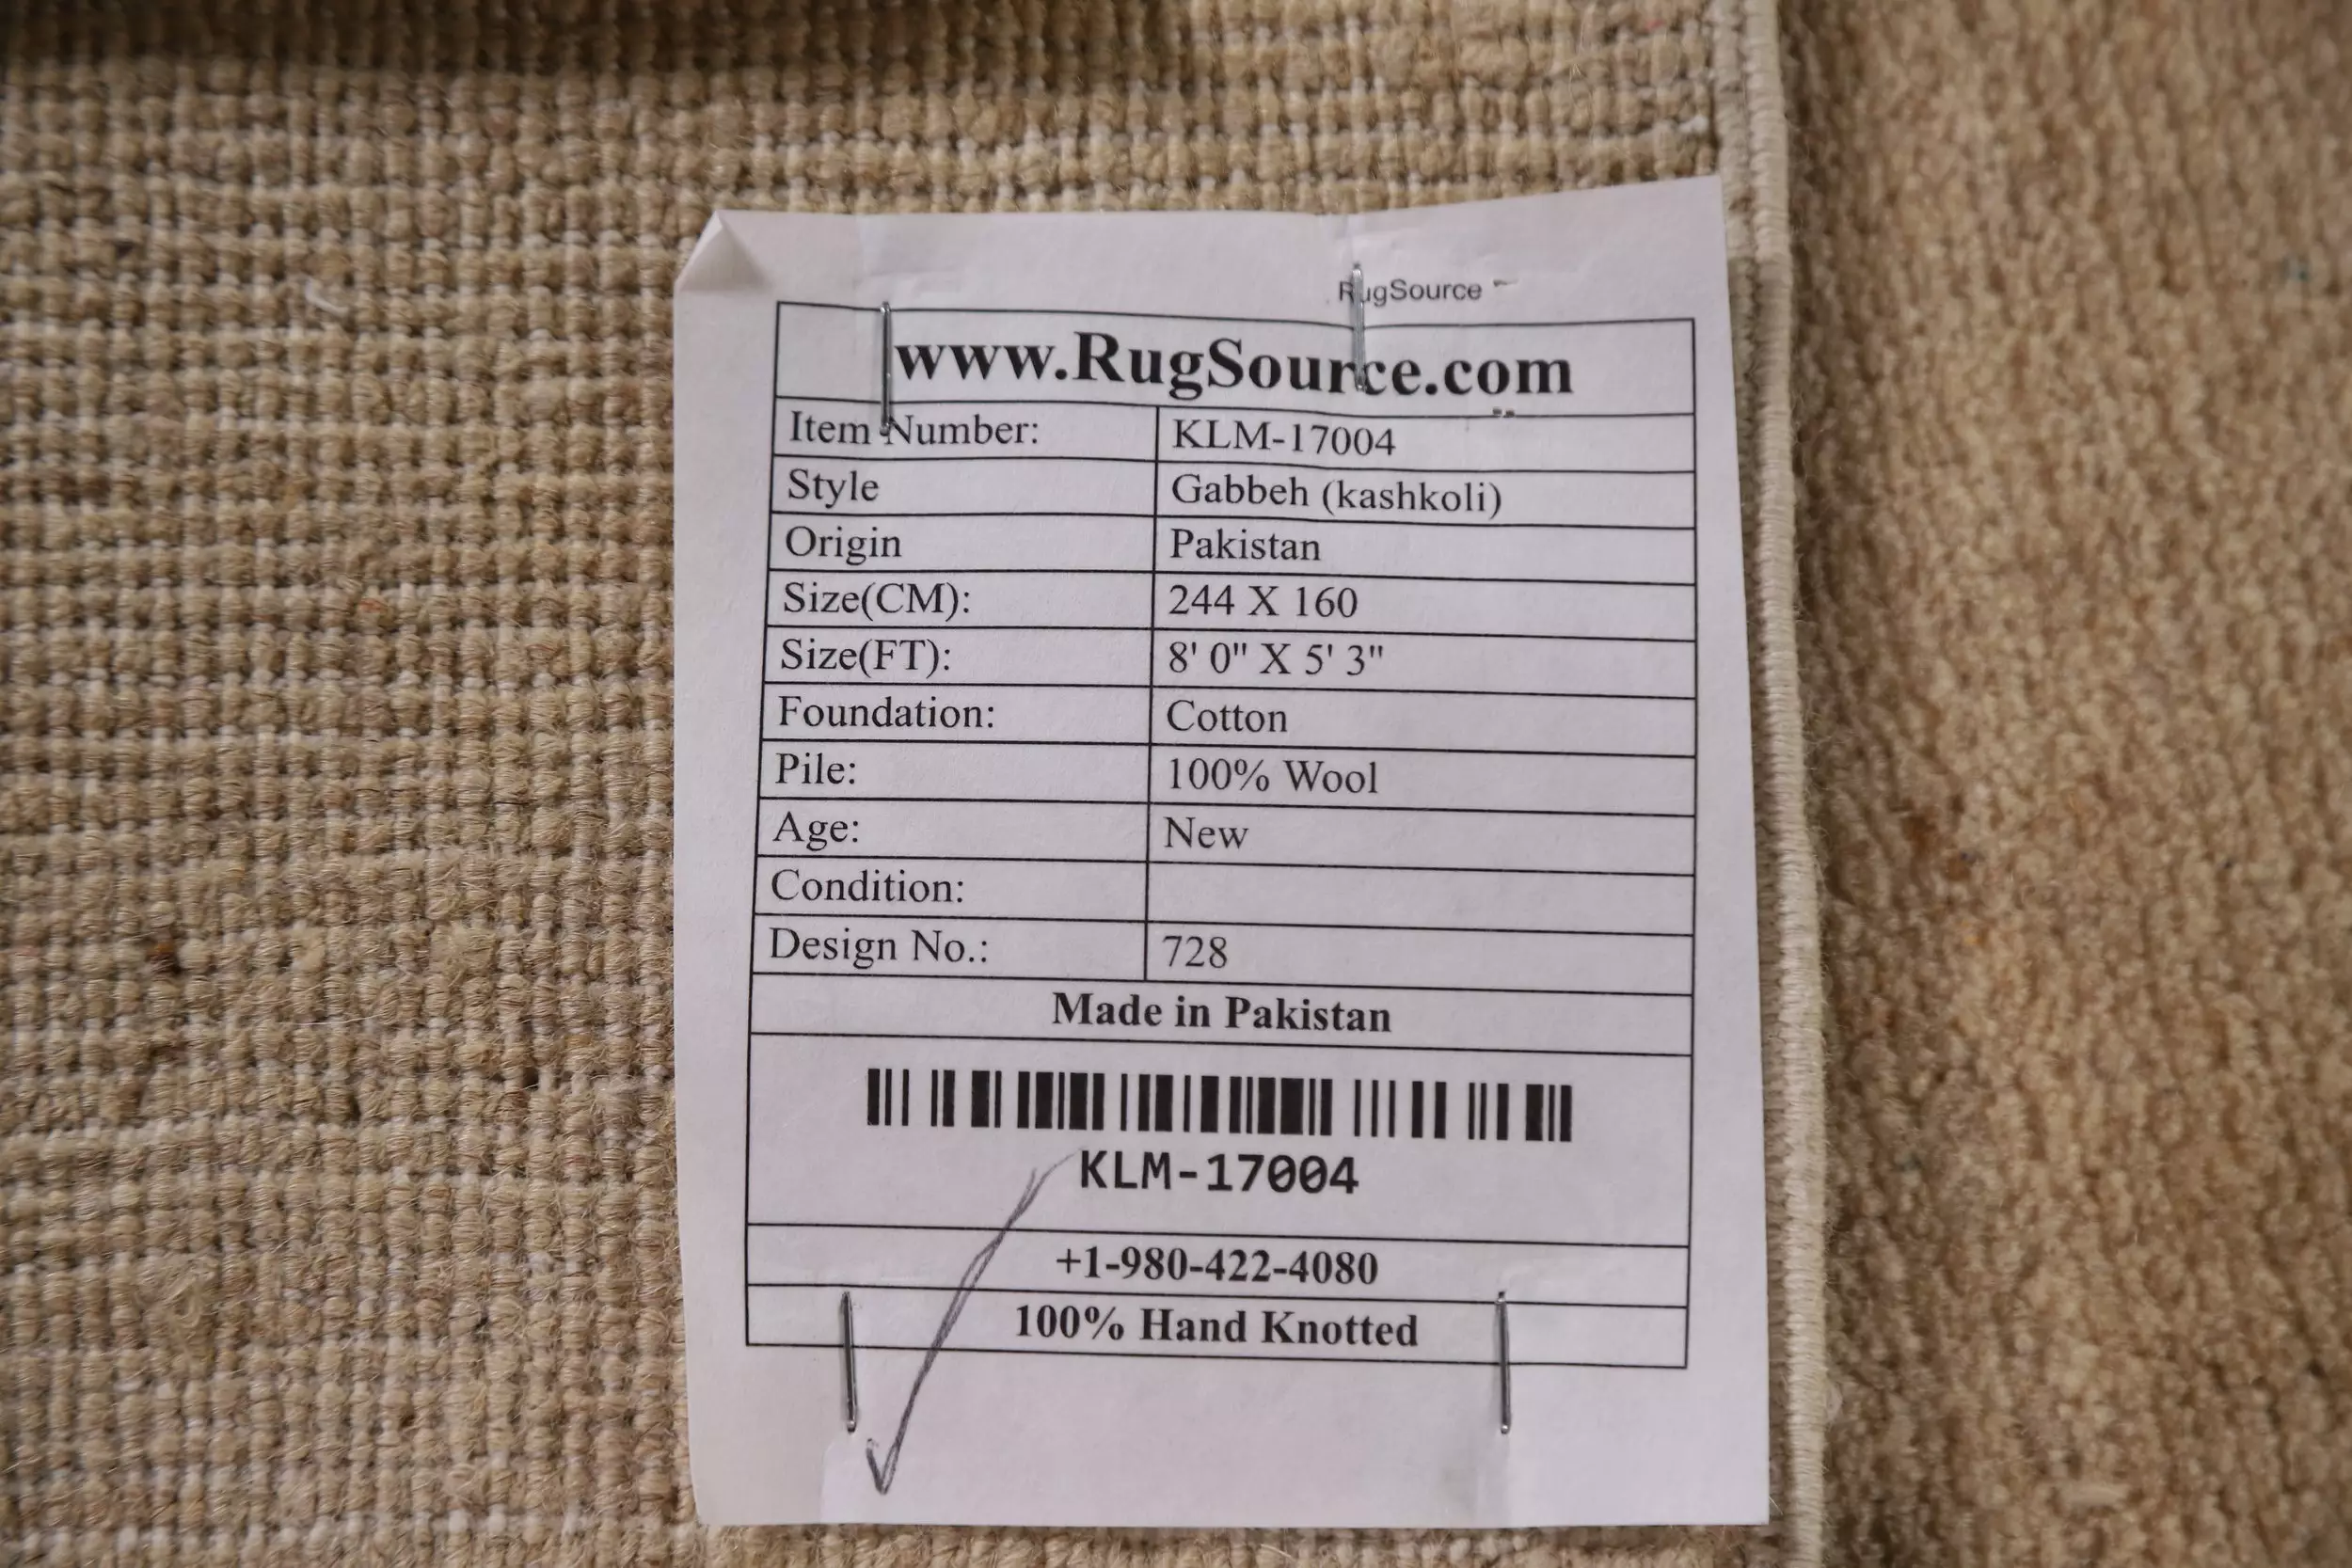 RugSource
www.RugSource.com
Item Number: KLM-17004
Style Gabbeh (kashkoli)
Origin Pakistan
Size(CM): 244 X 160
Size(FT): 8' 0" X 5' 3"
Foundation: Cotton
Pile: 100% Wool
Age: New
Condition:
Design No.: 728
Made in Pakistan
KLM-17004
+1-980-422-4080
100% Hand Knotted